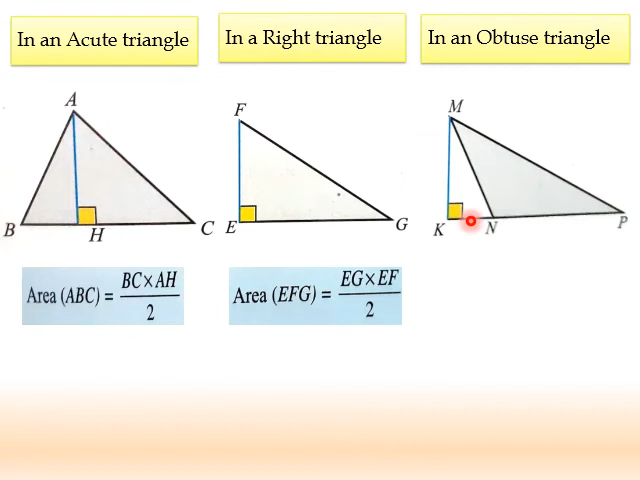 In an Acute triangle
In a Right triangle
In an Obtuse triangle
A
B
H
C
F
E
G
M
K
N
P
Area (ABC) = BC×AH / 2
Area (EFG) = EG×EF / 2